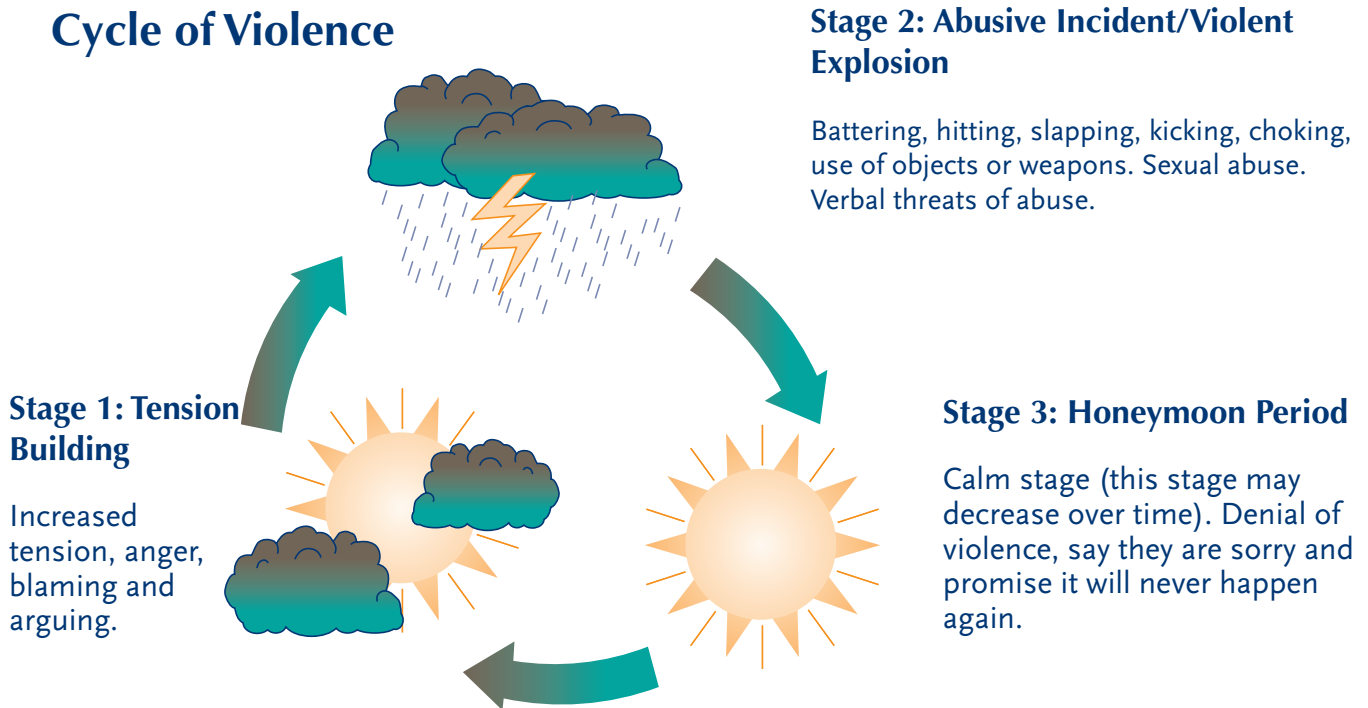 Cycle of Violence
Stage 1: Tension
Building
Increased
tension, anger,
blaming and
arguing.
Stage 2: Abusive Incident/Violent
Explosion
Battering, hitting, slapping, kicking, choking,
use of objects or weapons. Sexual abuse.
Verbal threats of abuse.
Stage 3: Honeymoon Period
Calm stage (this stage may
decrease over time). Denial of
violence, say they are sorry and
promise it will never happen
again.